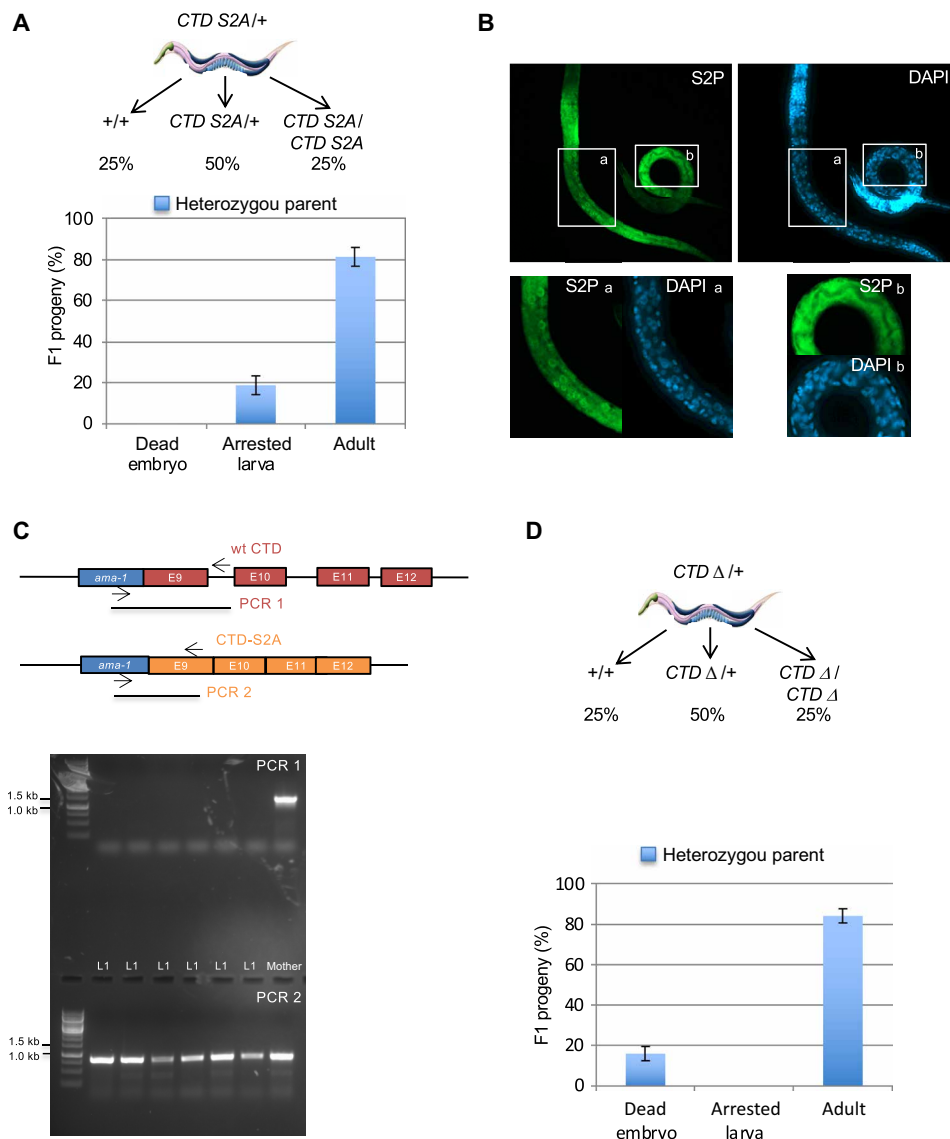 A
CTD S2A/+
+/+
CTD S2A/+
CTD S2A/
CTD S2A
25%
50%
25%
Heterozygou parent
F1 progeny (%)
100
80
60
40
20
0
Dead
embryo
Arrested
larva
Adult
B
S2P
a
b
DAPI
a
b
S2P a
DAPI a
S2P b
DAPI b
C
wt CTD
ama-1
E9
E10
E11
E12
PCR 1
CTD-S2A
ama-1
E9
E10
E11
E12
PCR 2
PCR 1
1.5 kb
1.0 kb
L1 L1 L1 L1 L1 L1 Mother
PCR 2
1.5 kb
1.0 kb
D
CTD Δ/+
+/+
CTD Δ/+
CTD Δ/
CTD Δ
25%
50%
25%
Heterozygou parent
F1 progeny (%)
100
80
60
40
20
0
Dead
embryo
Arrested
larva
Adult